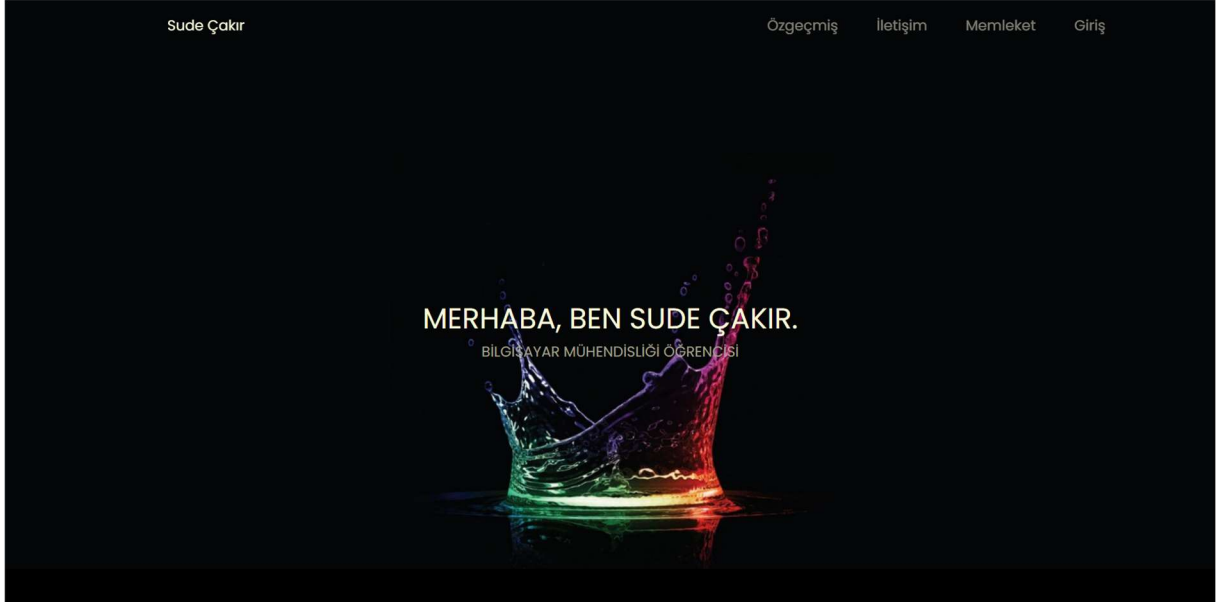 Sude Çakır
Özgeçmiş İletişim Memleket Giriş
MERHABA, BEN SUDE ÇAKIR.
BİLGİSAYAR MÜHENDİSLİĞİ ÖĞRENCİSİ